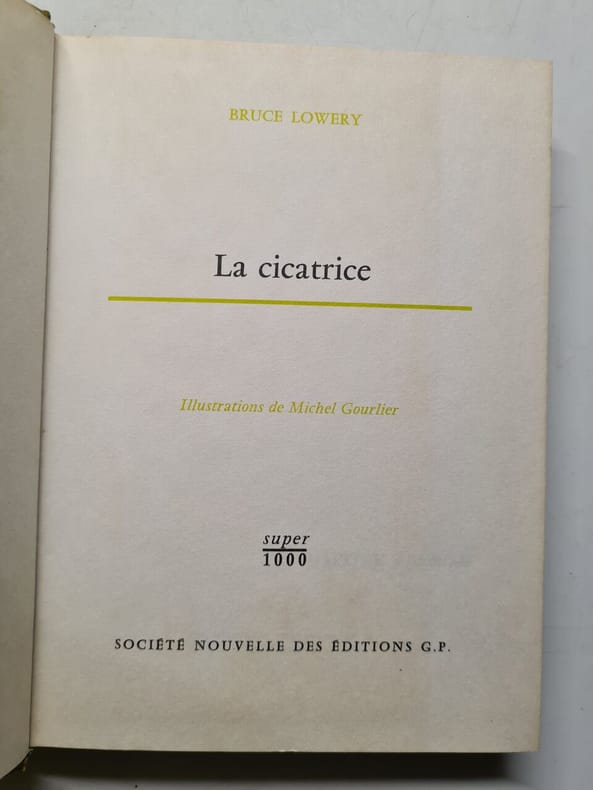 BRUCE LOWERY
La cicatrice
Illustrations de Michel Gourlier
super
1000
SOCIÉTÉ NOUVELLE DES ÉDITIONS G.P.